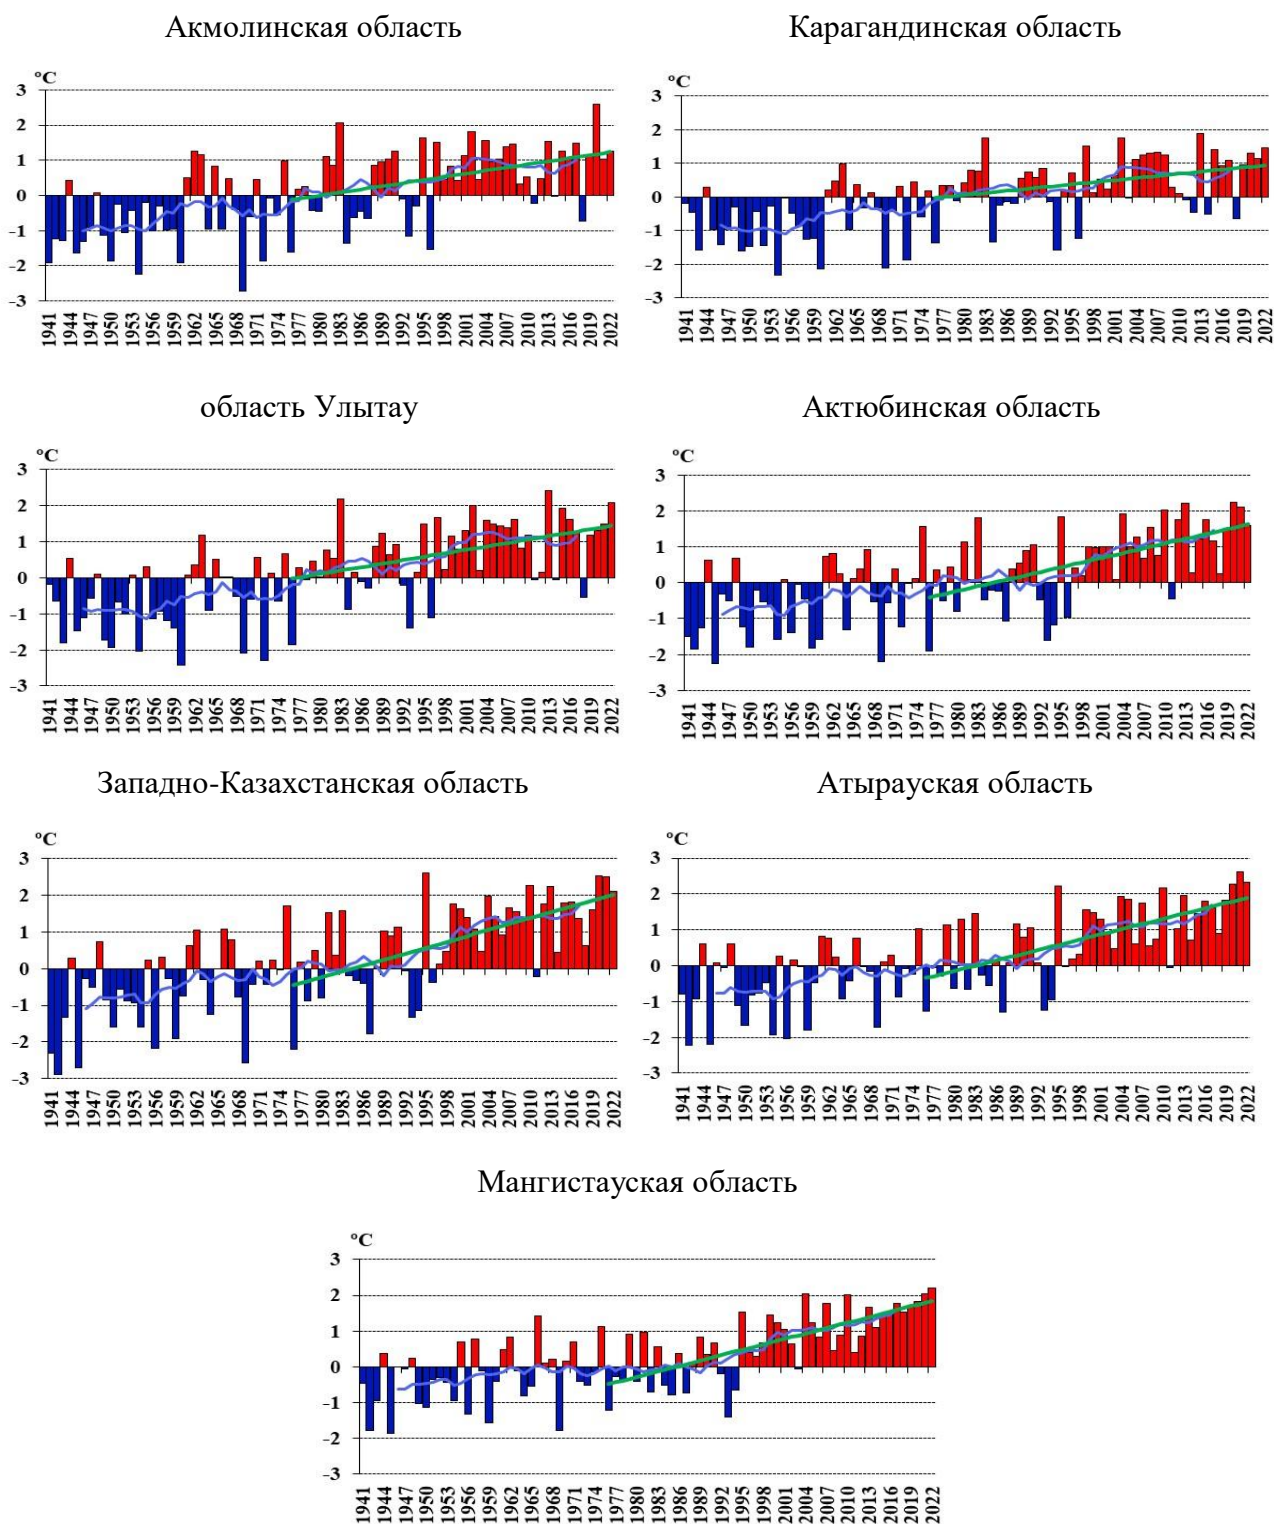 Акмолинская область
Карагандинская область
°C
3
2
1
0
-1
-2
-3
1941 1944 1947 1950 1953 1956 1959 1962 1965 1968 1971 1974 1977 1980 1983 1986 1989 1992 1995 1998 2001 2004 2007 2010 2013 2016 2019 2022
°C
3
2
1
0
-1
-2
-3
1941 1944 1947 1950 1953 1956 1959 1962 1965 1968 1971 1974 1977 1980 1983 1986 1989 1992 1995 1998 2001 2004 2007 2010 2013 2016 2019 2022
область Улытау
Актюбинская область
°C
3
2
1
0
-1
-2
-3
1941 1944 1947 1950 1953 1956 1959 1962 1965 1968 1971 1974 1977 1980 1983 1986 1989 1992 1995 1998 2001 2004 2007 2010 2013 2016 2019 2022
°C
3
2
1
0
-1
-2
-3
1941 1944 1947 1950 1953 1956 1959 1962 1965 1968 1971 1974 1977 1980 1983 1986 1989 1992 1995 1998 2001 2004 2007 2010 2013 2016 2019 2022
Западно-Казахстанская область
Атырауская область
°C
3
2
1
0
-1
-2
-3
1941 1944 1947 1950 1953 1956 1959 1962 1965 1968 1971 1974 1977 1980 1983 1986 1989 1992 1995 1998 2001 2004 2007 2010 2013 2016 2019 2022
°C
3
2
1
0
-1
-2
-3
1941 1944 1947 1950 1953 1956 1959 1962 1965 1968 1971 1974 1977 1980 1983 1986 1989 1992 1995 1998 2001 2004 2007 2010 2013 2016 2019 2022
Мангистауская область
°C
3
2
1
0
-1
-2
-3
1941 1944 1947 1950 1953 1956 1959 1962 1965 1968 1971 1974 1977 1980 1983 1986 1989 1992 1995 1998 2001 2004 2007 2010 2013 2016 2019 2022